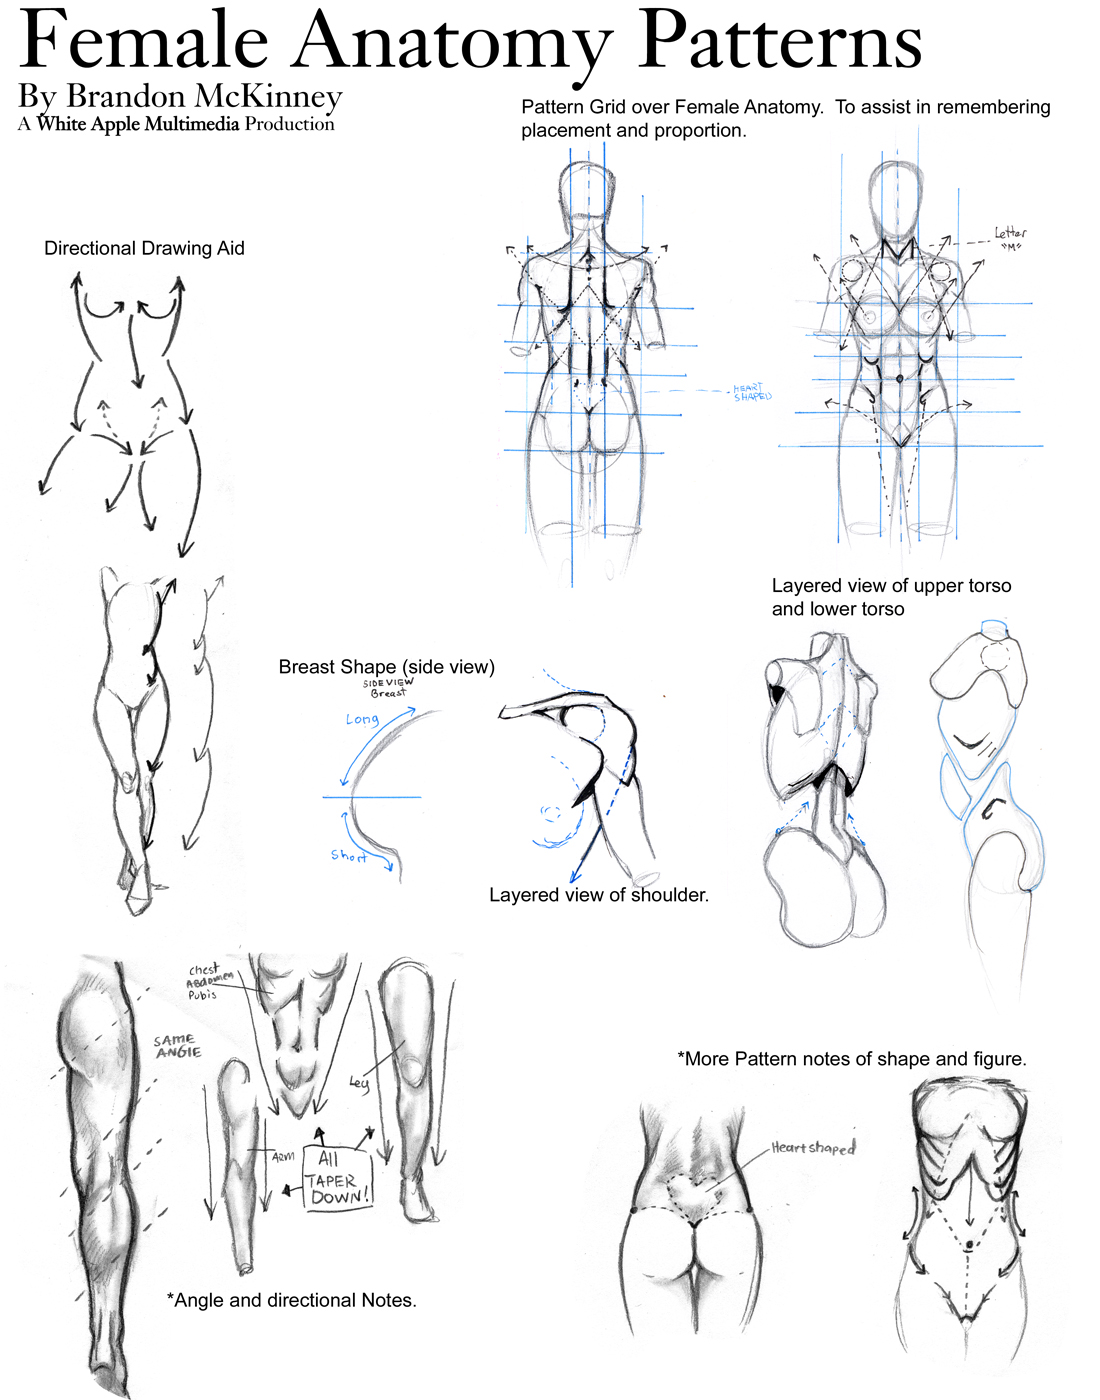 Female Anatomy Patterns
By Brandon McKinney
A White Apple Multimedia Production
Pattern Grid over Female Anatomy.  To assist in remembering
placement and proportion.
Directional Drawing Aid
Letter
"M"
HEART
SHAPED
Layered view of upper torso
and lower torso
Breast Shape (side view)
SIDE VIEW
Breast
Long
Short
Layered view of shoulder.
Chest
Abdomen
Pubis
SAME
ANGLE
Leg
ARM
All
TAPER
DOWN!
*Angle and directional Notes.
*More Pattern notes of shape and figure.
Heart shaped